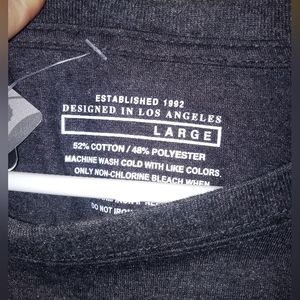 ESTABLISHED 1992
DESIGNED IN LOS ANGELES
LARGE
52% COTTON / 48% POLYESTER
MACHINE WASH COLD WITH LIKE COLORS
ONLY NON-CHLORINE BLEACH WHEN
DO NOT IRON